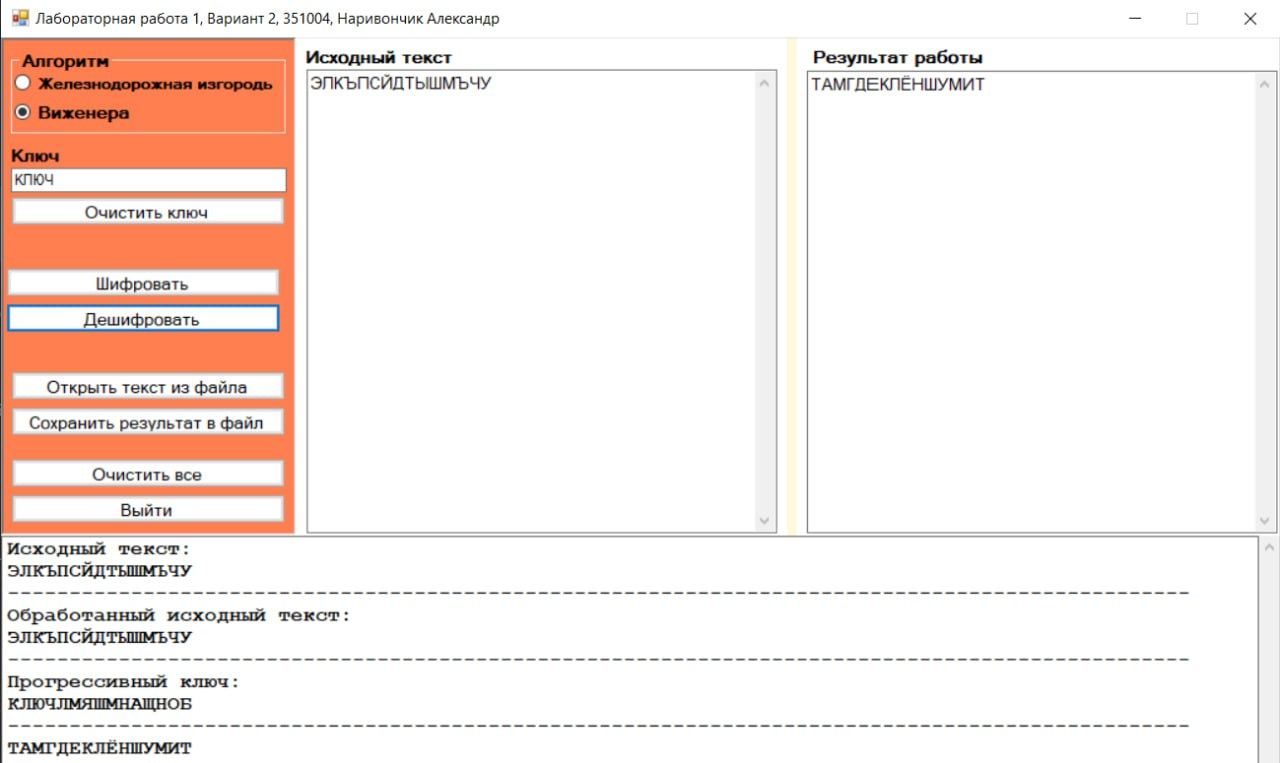 Лабораторная работа 1, Вариант 2, 351004, Наривончик Александр
Алгоритм
Железнодорожная изгородь
Виженера
Ключ
КЛЮЧ
Очистить ключ
Шифровать
Дешифровать
Открыть текст из файла
Сохранить результат в файл
Очистить все
Выйти
Исходный текст
ЭЛКЪПСЙДТЫШМЪЧУ
Результат работы
ТАМГДЕКЛЁНШУМИТ
Исходный текст:
ЭЛКЪПСЙДТЫШМЪЧУ
Обработанный исходный текст:
ЭЛКЪПСЙДТЫШМЪЧУ
Прогрессивный ключ:
КЛЮЧЛМЯШМНАЩНОБ
ТАМГДЕКЛЁНШУМИТ